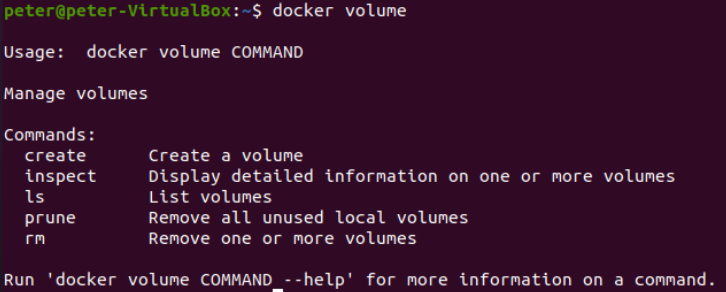 peter@peter-VirtualBox:~$ docker volume
Usage:  docker volume COMMAND
Manage volumes
Commands:
  create      Create a volume
  inspect     Display detailed information on one or more volumes
  ls          List volumes
  prune       Remove all unused local volumes
  rm          Remove one or more volumes
Run 'docker volume COMMAND --help' for more information on a command.